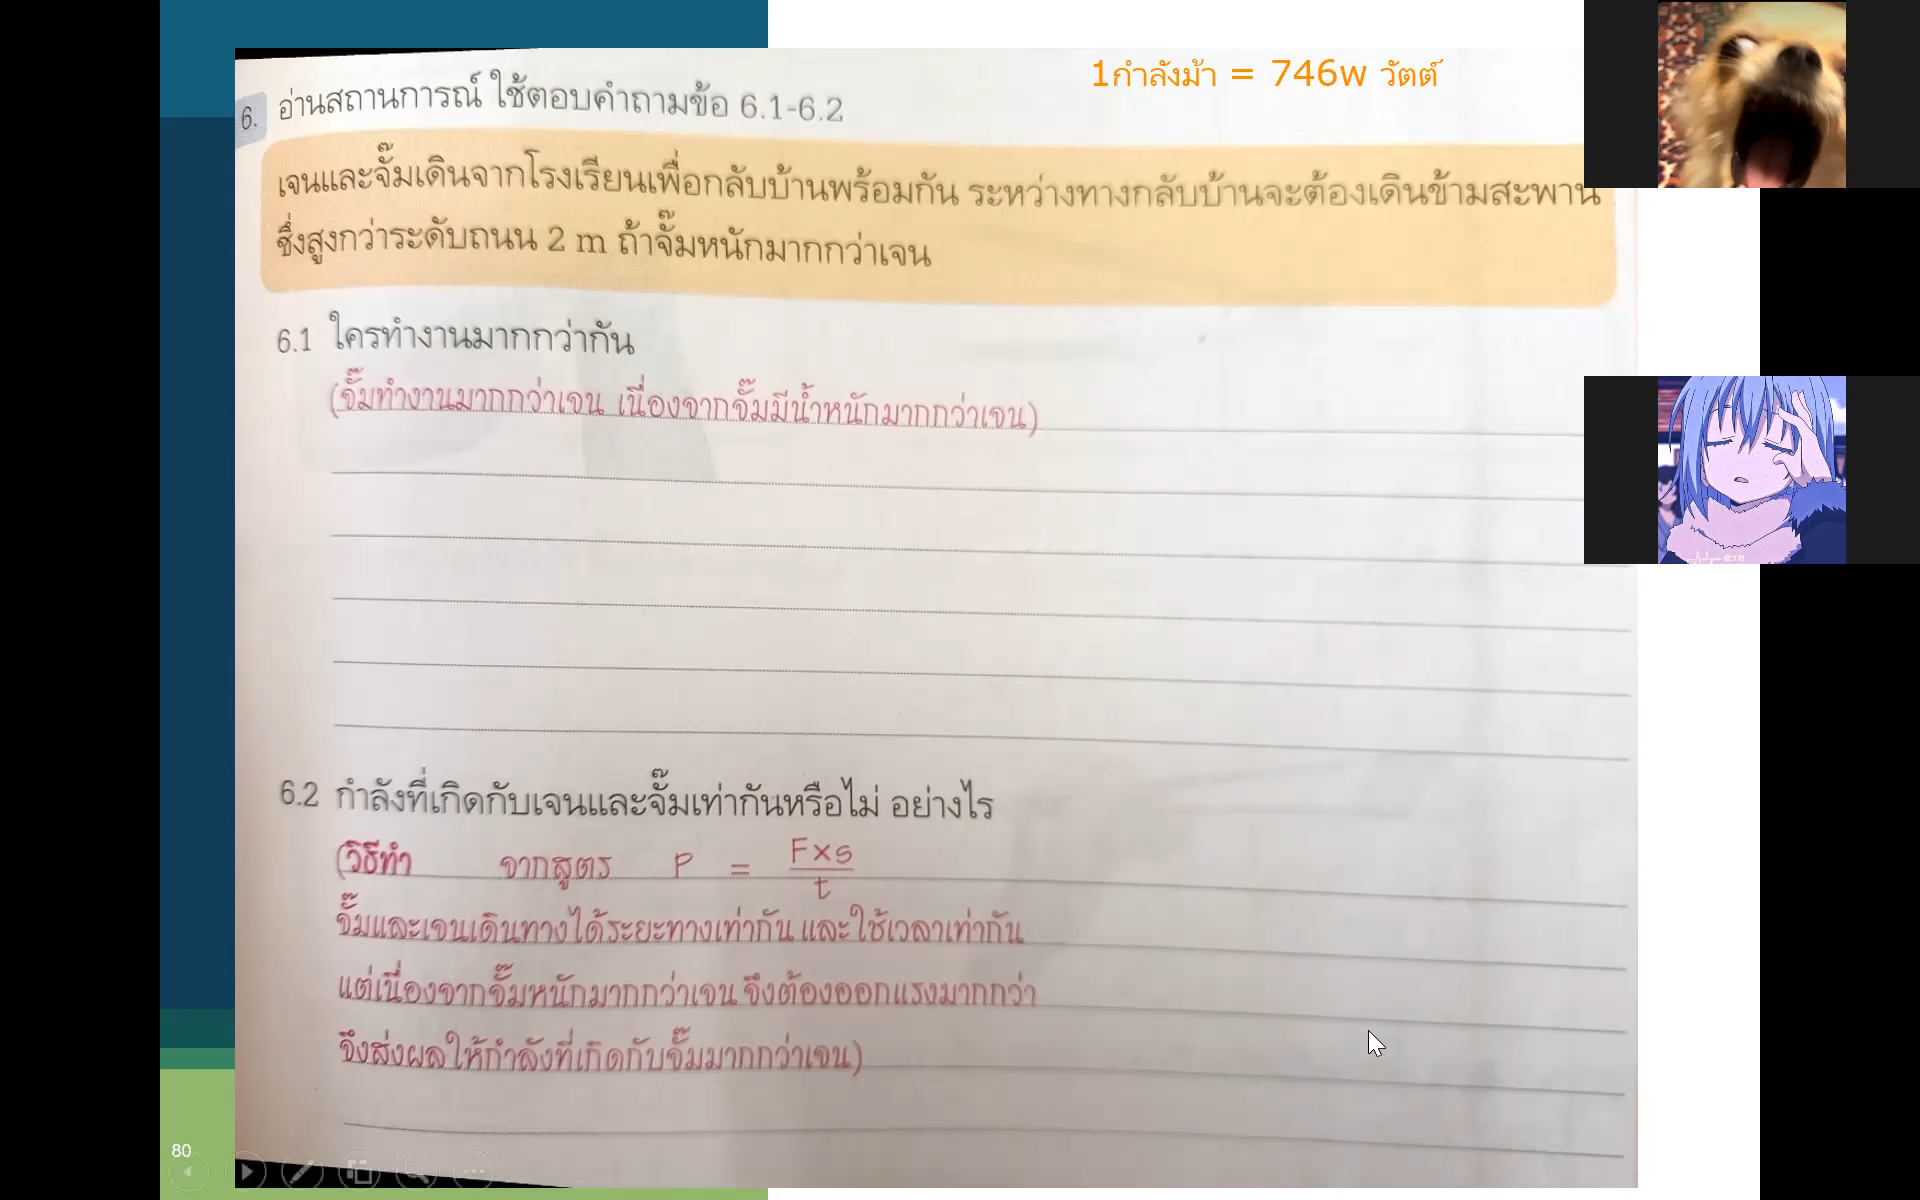 1กำลังม้า = 746w วัตต์
6. อ่านสถานการณ์ ใช้ตอบคำถามข้อ 6.1-6.2
เจนและจั๊มเดินจากโรงเรียนเพื่อกลับบ้านพร้อมกัน ระหว่างทางกลับบ้านจะต้องเดินข้ามสะพาน
ซึ่งสูงกว่าระดับถนน 2 m ถ้าจั๊มหนักมากกว่าเจน
6.1 ใครทำงานมากกว่ากัน
(จั๊มทำงานมากกว่าเจน เนื่องจากจั๊มมีน้ำหนักมากกว่าเจน)
6.2 กำลังที่เกิดกับเจนและจั๊มเท่ากันหรือไม่ อย่างไร
(วิธีทำ จากสูตร P = F×s
t
จั๊มและเจนเดินทางได้ระยะทางเท่ากัน และใช้เวลาเท่ากัน
แต่เนื่องจากจั๊มหนักมากกว่าเจน จึงต้องออกแรงมากกว่า
จึงส่งผลให้กำลังที่เกิดกับจั๊มมากกว่าเจน)
80